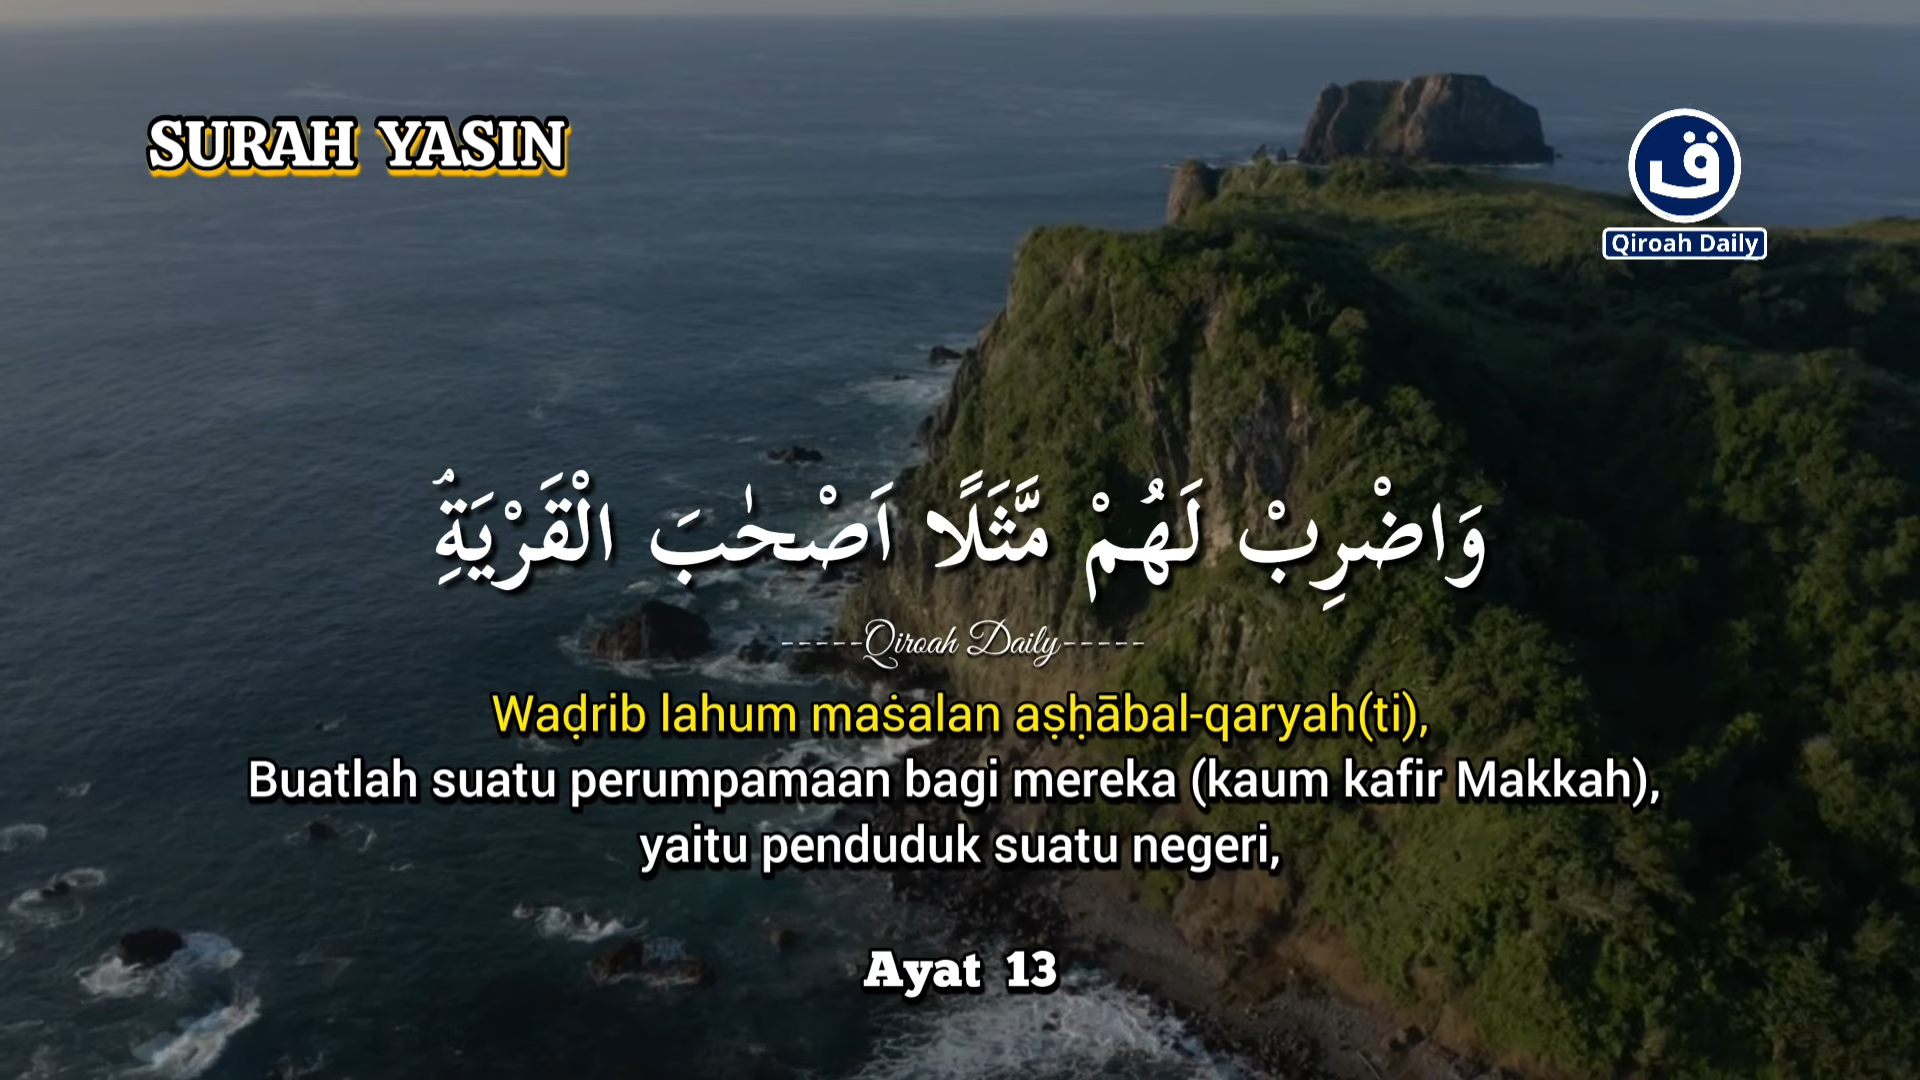 SURAH YASIN
ق
Qiroah Daily
وَاضْرِبْ لَهُمْ مَّثَلًا اَصْحٰبَ الْقَرْيَةِۘ
-----Qiroah Daily-----
Waḍrib lahum maṡalan aṣḥābal-qaryah(ti),
Buatlah suatu perumpamaan bagi mereka (kaum kafir Makkah),
yaitu penduduk suatu negeri,
Ayat 13